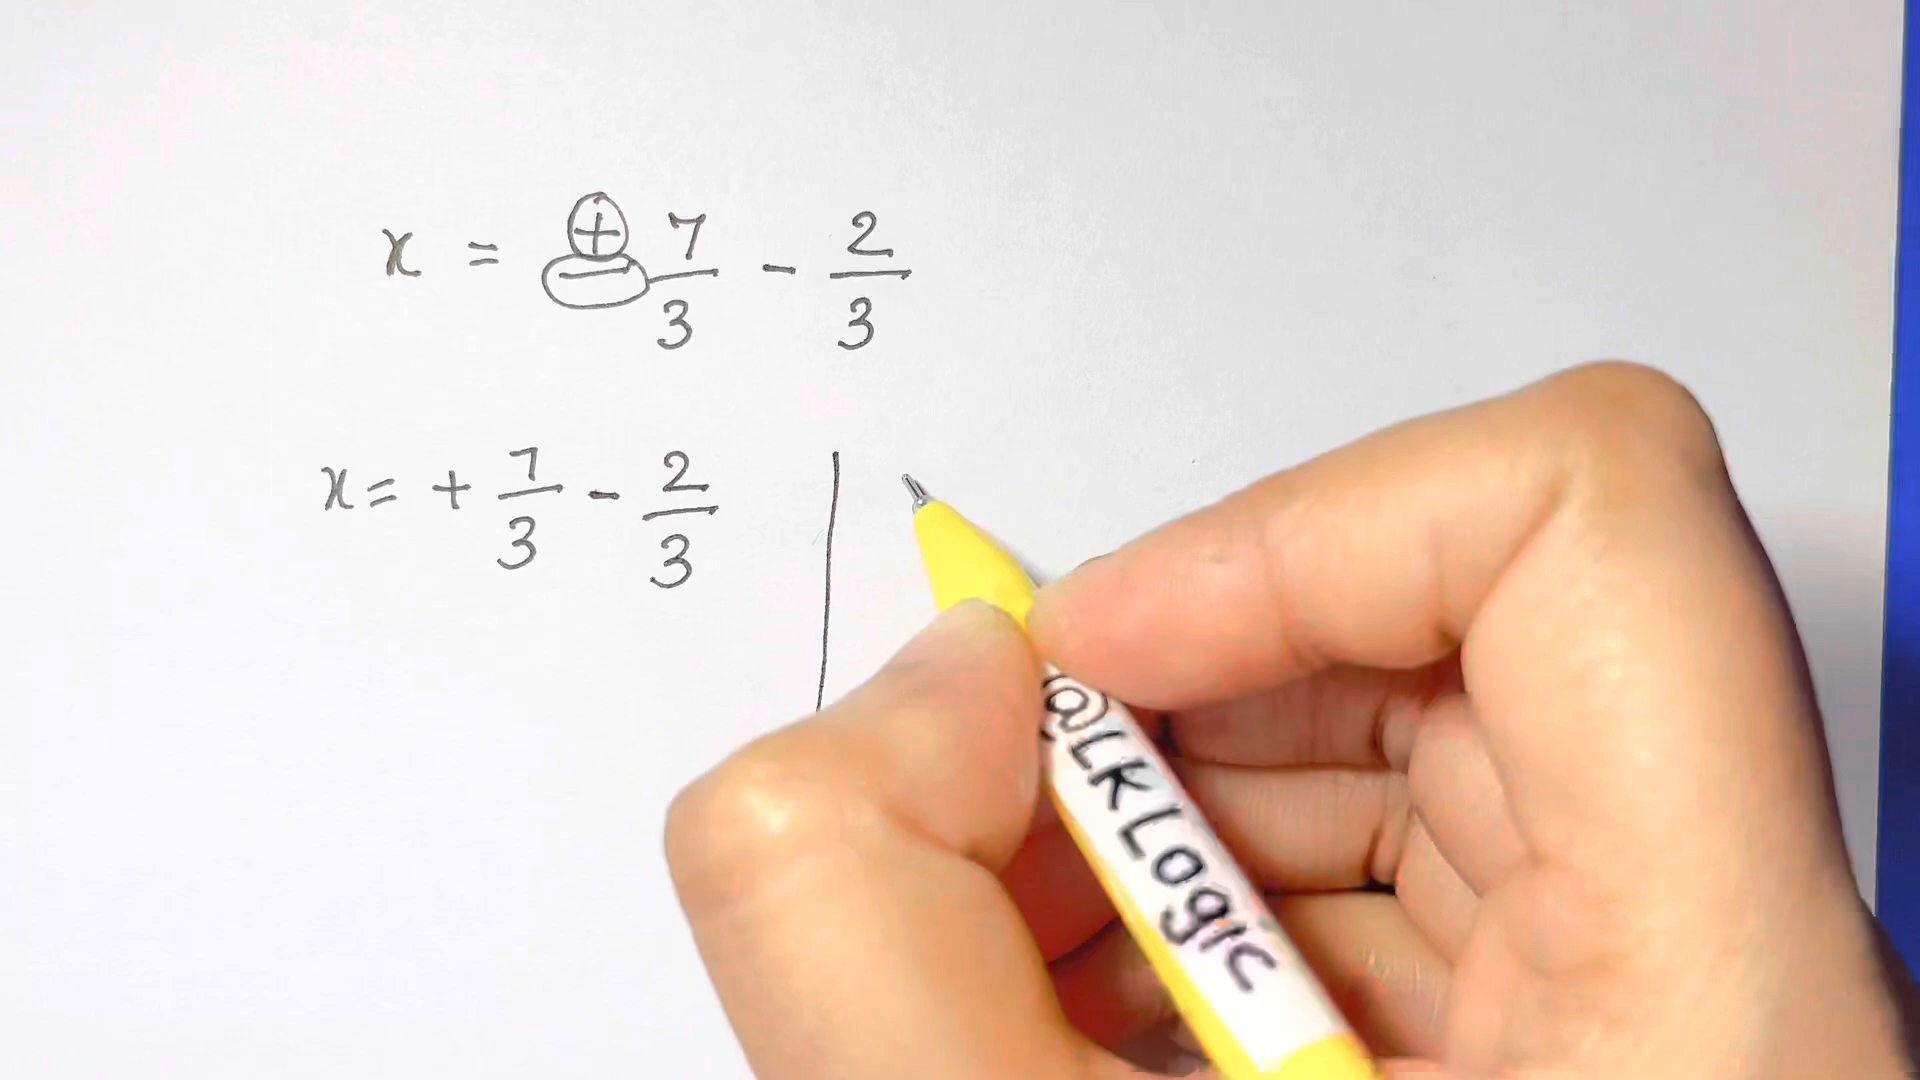 x = ± 7/3 - 2/3
x = + 7/3 - 2/3
@LKLogic